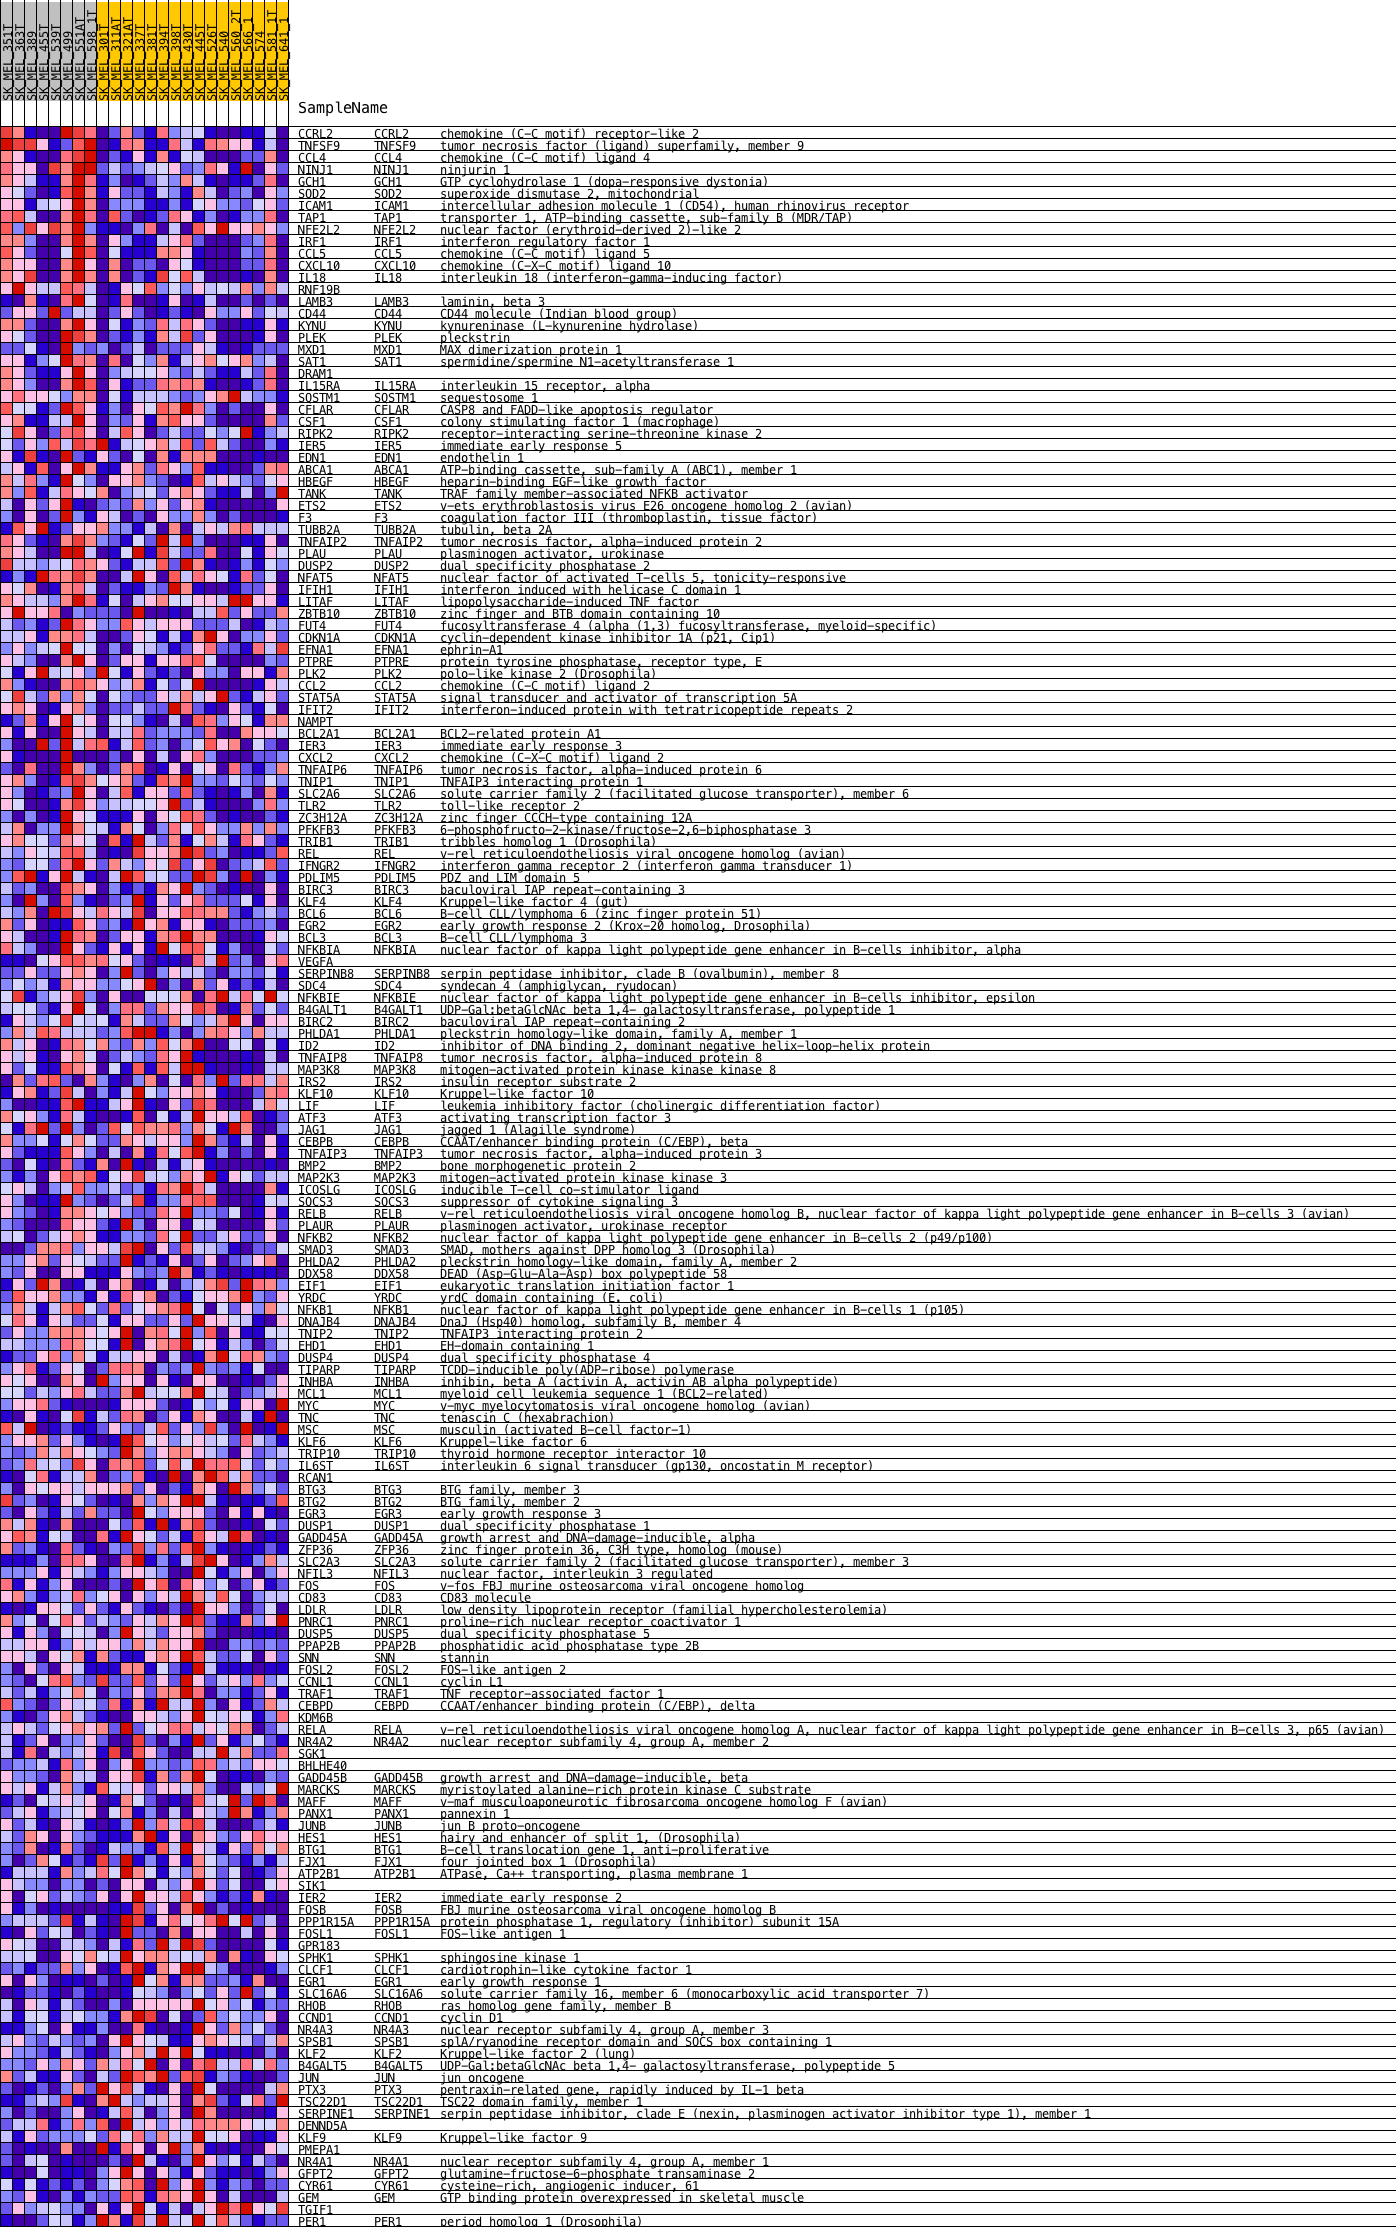 SK_MEL_351T
SK_MEL_363T
SK_MEL_389
SK_MEL_455T
SK_MEL_539T
SK_MEL_499
SK_MEL_551AT
SK_MEL_598_1T
SK_MEL_301T
SK_MEL_311AT
SK_MEL_321AT
SK_MEL_337T
SK_MEL_381T
SK_MEL_394T
SK_MEL_398T
SK_MEL_430T
SK_MEL_445T
SK_MEL_526T
SK_MEL_540
SK_MEL_560_2T
SK_MEL_566_1
SK_MEL_574
SK_MEL_581_1T
SK_MEL_641_1
SampleName
CCRL2 CCRL2 chemokine (C-C motif) receptor-like 2
TNFSF9 TNFSF9 tumor necrosis factor (ligand) superfamily, member 9
CCL4 CCL4 chemokine (C-C motif) ligand 4
NINJ1 NINJ1 ninjurin 1
GCH1 GCH1 GTP cyclohydrolase 1 (dopa-responsive dystonia)
SOD2 SOD2 superoxide dismutase 2, mitochondrial
ICAM1 ICAM1 intercellular adhesion molecule 1 (CD54), human rhinovirus receptor
TAP1 TAP1 transporter 1, ATP-binding cassette, sub-family B (MDR/TAP)
NFE2L2 NFE2L2 nuclear factor (erythroid-derived 2)-like 2
IRF1 IRF1 interferon regulatory factor 1
CCL5 CCL5 chemokine (C-C motif) ligand 5
CXCL10 CXCL10 chemokine (C-X-C motif) ligand 10
IL18 IL18 interleukin 18 (interferon-gamma-inducing factor)
RNF19B
LAMB3 LAMB3 laminin, beta 3
CD44 CD44 CD44 molecule (Indian blood group)
KYNU KYNU kynureninase (L-kynurenine hydrolase)
PLEK PLEK pleckstrin
MXD1 MXD1 MAX dimerization protein 1
SAT1 SAT1 spermidine/spermine N1-acetyltransferase 1
DRAM1
IL15RA IL15RA interleukin 15 receptor, alpha
SQSTM1 SQSTM1 sequestosome 1
CFLAR CFLAR CASP8 and FADD-like apoptosis regulator
CSF1 CSF1 colony stimulating factor 1 (macrophage)
RIPK2 RIPK2 receptor-interacting serine-threonine kinase 2
IER5 IER5 immediate early response 5
EDN1 EDN1 endothelin 1
ABCA1 ABCA1 ATP-binding cassette, sub-family A (ABC1), member 1
HBEGF HBEGF heparin-binding EGF-like growth factor
TANK TANK TRAF family member-associated NFKB activator
ETS2 ETS2 v-ets erythroblastosis virus E26 oncogene homolog 2 (avian)
F3 F3 coagulation factor III (thromboplastin, tissue factor)
TUBB2A TUBB2A tubulin, beta 2A
TNFAIP2 TNFAIP2 tumor necrosis factor, alpha-induced protein 2
PLAU PLAU plasminogen activator, urokinase
DUSP2 DUSP2 dual specificity phosphatase 2
NFAT5 NFAT5 nuclear factor of activated T-cells 5, tonicity-responsive
IFIH1 IFIH1 interferon induced with helicase C domain 1
LITAF LITAF lipopolysaccharide-induced TNF factor
ZBTB10 ZBTB10 zinc finger and BTB domain containing 10
FUT4 FUT4 fucosyltransferase 4 (alpha (1,3) fucosyltransferase, myeloid-specific)
CDKN1A CDKN1A cyclin-dependent kinase inhibitor 1A (p21, Cip1)
EFNA1 EFNA1 ephrin-A1
PTPRE PTPRE protein tyrosine phosphatase, receptor type, E
PLK2 PLK2 polo-like kinase 2 (Drosophila)
CCL2 CCL2 chemokine (C-C motif) ligand 2
STAT5A STAT5A signal transducer and activator of transcription 5A
IFIT2 IFIT2 interferon-induced protein with tetratricopeptide repeats 2
NAMPT
BCL2A1 BCL2A1 BCL2-related protein A1
IER3 IER3 immediate early response 3
CXCL2 CXCL2 chemokine (C-X-C motif) ligand 2
TNFAIP6 TNFAIP6 tumor necrosis factor, alpha-induced protein 6
TNIP1 TNIP1 TNFAIP3 interacting protein 1
SLC2A6 SLC2A6 solute carrier family 2 (facilitated glucose transporter), member 6
TLR2 TLR2 toll-like receptor 2
ZC3H12A ZC3H12A zinc finger CCCH-type containing 12A
PFKFB3 PFKFB3 6-phosphofructo-2-kinase/fructose-2,6-biphosphatase 3
TRIB1 TRIB1 tribbles homolog 1 (Drosophila)
REL REL v-rel reticuloendotheliosis viral oncogene homolog (avian)
IFNGR2 IFNGR2 interferon gamma receptor 2 (interferon gamma transducer 1)
PDLIM5 PDLIM5 PDZ and LIM domain 5
BIRC3 BIRC3 baculoviral IAP repeat-containing 3
KLF4 KLF4 Kruppel-like factor 4 (gut)
BCL6 BCL6 B-cell CLL/lymphoma 6 (zinc finger protein 51)
EGR2 EGR2 early growth response 2 (Krox-20 homolog, Drosophila)
BCL3 BCL3 B-cell CLL/lymphoma 3
NFKBIA NFKBIA nuclear factor of kappa light polypeptide gene enhancer in B-cells inhibitor, alpha
VEGFA
SERPINB8 SERPINB8 serpin peptidase inhibitor, clade B (ovalbumin), member 8
SDC4 SDC4 syndecan 4 (amphiglycan, ryudocan)
NFKBIE NFKBIE nuclear factor of kappa light polypeptide gene enhancer in B-cells inhibitor, epsilon
B4GALT1 B4GALT1 UDP-Gal:betaGlcNAc beta 1,4- galactosyltransferase, polypeptide 1
BIRC2 BIRC2 baculoviral IAP repeat-containing 2
PHLDA1 PHLDA1 pleckstrin homology-like domain, family A, member 1
ID2 ID2 inhibitor of DNA binding 2, dominant negative helix-loop-helix protein
TNFAIP8 TNFAIP8 tumor necrosis factor, alpha-induced protein 8
MAP3K8 MAP3K8 mitogen-activated protein kinase kinase kinase 8
IRS2 IRS2 insulin receptor substrate 2
KLF10 KLF10 Kruppel-like factor 10
LIF LIF leukemia inhibitory factor (cholinergic differentiation factor)
ATF3 ATF3 activating transcription factor 3
JAG1 JAG1 jagged 1 (Alagille syndrome)
CEBPB CEBPB CCAAT/enhancer binding protein (C/EBP), beta
TNFAIP3 TNFAIP3 tumor necrosis factor, alpha-induced protein 3
BMP2 BMP2 bone morphogenetic protein 2
MAP2K3 MAP2K3 mitogen-activated protein kinase kinase 3
ICOSLG ICOSLG inducible T-cell co-stimulator ligand
SOCS3 SOCS3 suppressor of cytokine signaling 3
RELB RELB v-rel reticuloendotheliosis viral oncogene homolog B, nuclear factor of kappa light polypeptide gene enhancer in B-cells 3 (avian)
PLAUR PLAUR plasminogen activator, urokinase receptor
NFKB2 NFKB2 nuclear factor of kappa light polypeptide gene enhancer in B-cells 2 (p49/p100)
SMAD3 SMAD3 SMAD, mothers against DPP homolog 3 (Drosophila)
PHLDA2 PHLDA2 pleckstrin homology-like domain, family A, member 2
DDX58 DDX58 DEAD (Asp-Glu-Ala-Asp) box polypeptide 58
EIF1 EIF1 eukaryotic translation initiation factor 1
YRDC YRDC yrdC domain containing (E. coli)
NFKB1 NFKB1 nuclear factor of kappa light polypeptide gene enhancer in B-cells 1 (p105)
DNAJB4 DNAJB4 DnaJ (Hsp40) homolog, subfamily B, member 4
TNIP2 TNIP2 TNFAIP3 interacting protein 2
EHD1 EHD1 EH-domain containing 1
DUSP4 DUSP4 dual specificity phosphatase 4
TIPARP TIPARP TCDD-inducible poly(ADP-ribose) polymerase
INHBA INHBA inhibin, beta A (activin A, activin AB alpha polypeptide)
MCL1 MCL1 myeloid cell leukemia sequence 1 (BCL2-related)
MYC MYC v-myc myelocytomatosis viral oncogene homolog (avian)
TNC TNC tenascin C (hexabrachion)
MSC MSC musculin (activated B-cell factor-1)
KLF6 KLF6 Kruppel-like factor 6
TRIP10 TRIP10 thyroid hormone receptor interactor 10
IL6ST IL6ST interleukin 6 signal transducer (gp130, oncostatin M receptor)
RCAN1
BTG3 BTG3 BTG family, member 3
BTG2 BTG2 BTG family, member 2
EGR3 EGR3 early growth response 3
DUSP1 DUSP1 dual specificity phosphatase 1
GADD45A GADD45A growth arrest and DNA-damage-inducible, alpha
ZFP36 ZFP36 zinc finger protein 36, C3H type, homolog (mouse)
SLC2A3 SLC2A3 solute carrier family 2 (facilitated glucose transporter), member 3
NFIL3 NFIL3 nuclear factor, interleukin 3 regulated
FOS FOS v-fos FBJ murine osteosarcoma viral oncogene homolog
CD83 CD83 CD83 molecule
LDLR LDLR low density lipoprotein receptor (familial hypercholesterolemia)
PNRC1 PNRC1 proline-rich nuclear receptor coactivator 1
DUSP5 DUSP5 dual specificity phosphatase 5
PPAP2B PPAP2B phosphatidic acid phosphatase type 2B
SNN SNN stannin
FOSL2 FOSL2 FOS-like antigen 2
CCNL1 CCNL1 cyclin L1
TRAF1 TRAF1 TNF receptor-associated factor 1
CEBPD CEBPD CCAAT/enhancer binding protein (C/EBP), delta
KDM6B
RELA RELA v-rel reticuloendotheliosis viral oncogene homolog A, nuclear factor of kappa light polypeptide gene enhancer in B-cells 3, p65 (avian)
NR4A2 NR4A2 nuclear receptor subfamily 4, group A, member 2
SGK1
BHLHE40
GADD45B GADD45B growth arrest and DNA-damage-inducible, beta
MARCKS MARCKS myristoylated alanine-rich protein kinase C substrate
MAFF MAFF v-maf musculoaponeurotic fibrosarcoma oncogene homolog F (avian)
PANX1 PANX1 pannexin 1
JUNB JUNB jun B proto-oncogene
HES1 HES1 hairy and enhancer of split 1, (Drosophila)
BTG1 BTG1 B-cell translocation gene 1, anti-proliferative
FJX1 FJX1 four jointed box 1 (Drosophila)
ATP2B1 ATP2B1 ATPase, Ca++ transporting, plasma membrane 1
SIK1
IER2 IER2 immediate early response 2
FOSB FOSB FBJ murine osteosarcoma viral oncogene homolog B
PPP1R15A PPP1R15A protein phosphatase 1, regulatory (inhibitor) subunit 15A
FOSL1 FOSL1 FOS-like antigen 1
GPR183
SPHK1 SPHK1 sphingosine kinase 1
CLCF1 CLCF1 cardiotrophin-like cytokine factor 1
EGR1 EGR1 early growth response 1
SLC16A6 SLC16A6 solute carrier family 16, member 6 (monocarboxylic acid transporter 7)
RHOB RHOB ras homolog gene family, member B
CCND1 CCND1 cyclin D1
NR4A3 NR4A3 nuclear receptor subfamily 4, group A, member 3
SPSB1 SPSB1 splA/ryanodine receptor domain and SOCS box containing 1
KLF2 KLF2 Kruppel-like factor 2 (lung)
B4GALT5 B4GALT5 UDP-Gal:betaGlcNAc beta 1,4- galactosyltransferase, polypeptide 5
JUN JUN jun oncogene
PTX3 PTX3 pentraxin-related gene, rapidly induced by IL-1 beta
TSC22D1 TSC22D1 TSC22 domain family, member 1
SERPINE1 SERPINE1 serpin peptidase inhibitor, clade E (nexin, plasminogen activator inhibitor type 1), member 1
DENND5A
KLF9 KLF9 Kruppel-like factor 9
PMEPA1
NR4A1 NR4A1 nuclear receptor subfamily 4, group A, member 1
GFPT2 GFPT2 glutamine-fructose-6-phosphate transaminase 2
CYR61 CYR61 cysteine-rich, angiogenic inducer, 61
GEM GEM GTP binding protein overexpressed in skeletal muscle
TGIF1
PER1 PER1 period homolog 1 (Drosophila)